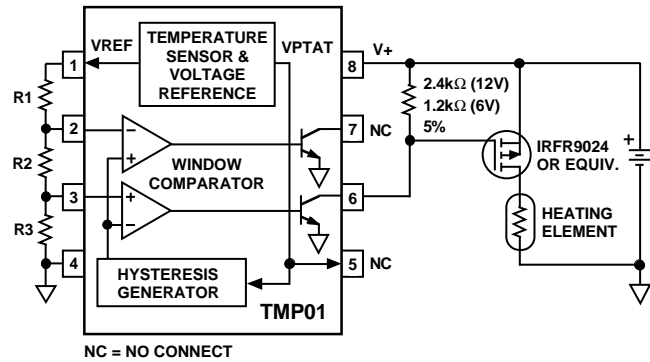 VREF
TEMPERATURE
SENSOR &
VOLTAGE
REFERENCE
VPTAT
V+
1
8
R1
2.4kΩ (12V)
1.2kΩ (6V)
5%
2
7
NC
−
+
WINDOW
COMPARATOR
R2
IRFR9024
OR EQUIV.
+
3
6
+
−
R3
HEATING
ELEMENT
4
5
NC
HYSTERESIS
GENERATOR
TMP01
NC = NO CONNECT